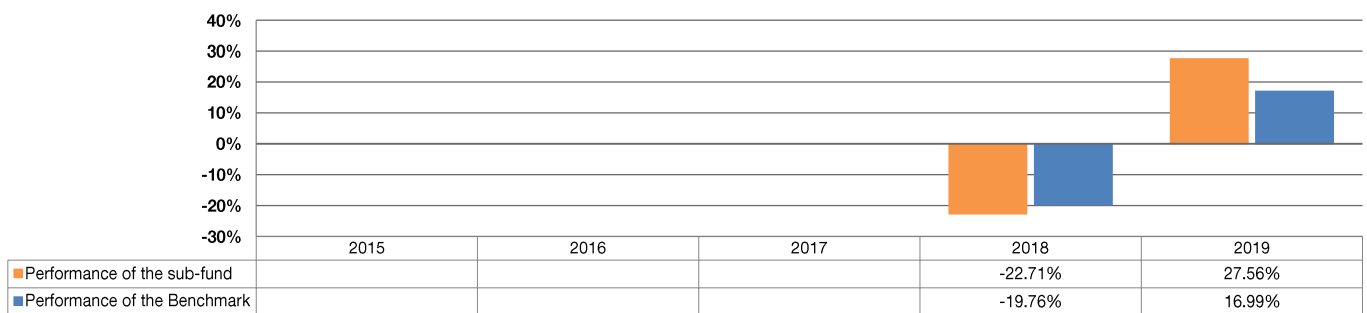 40%
30%
20%
10%
0%
-10%
-20%
-30%
2015 2016 2017 2018 2019
Performance of the sub-fund -22.71% 27.56%
Performance of the Benchmark -19.76% 16.99%